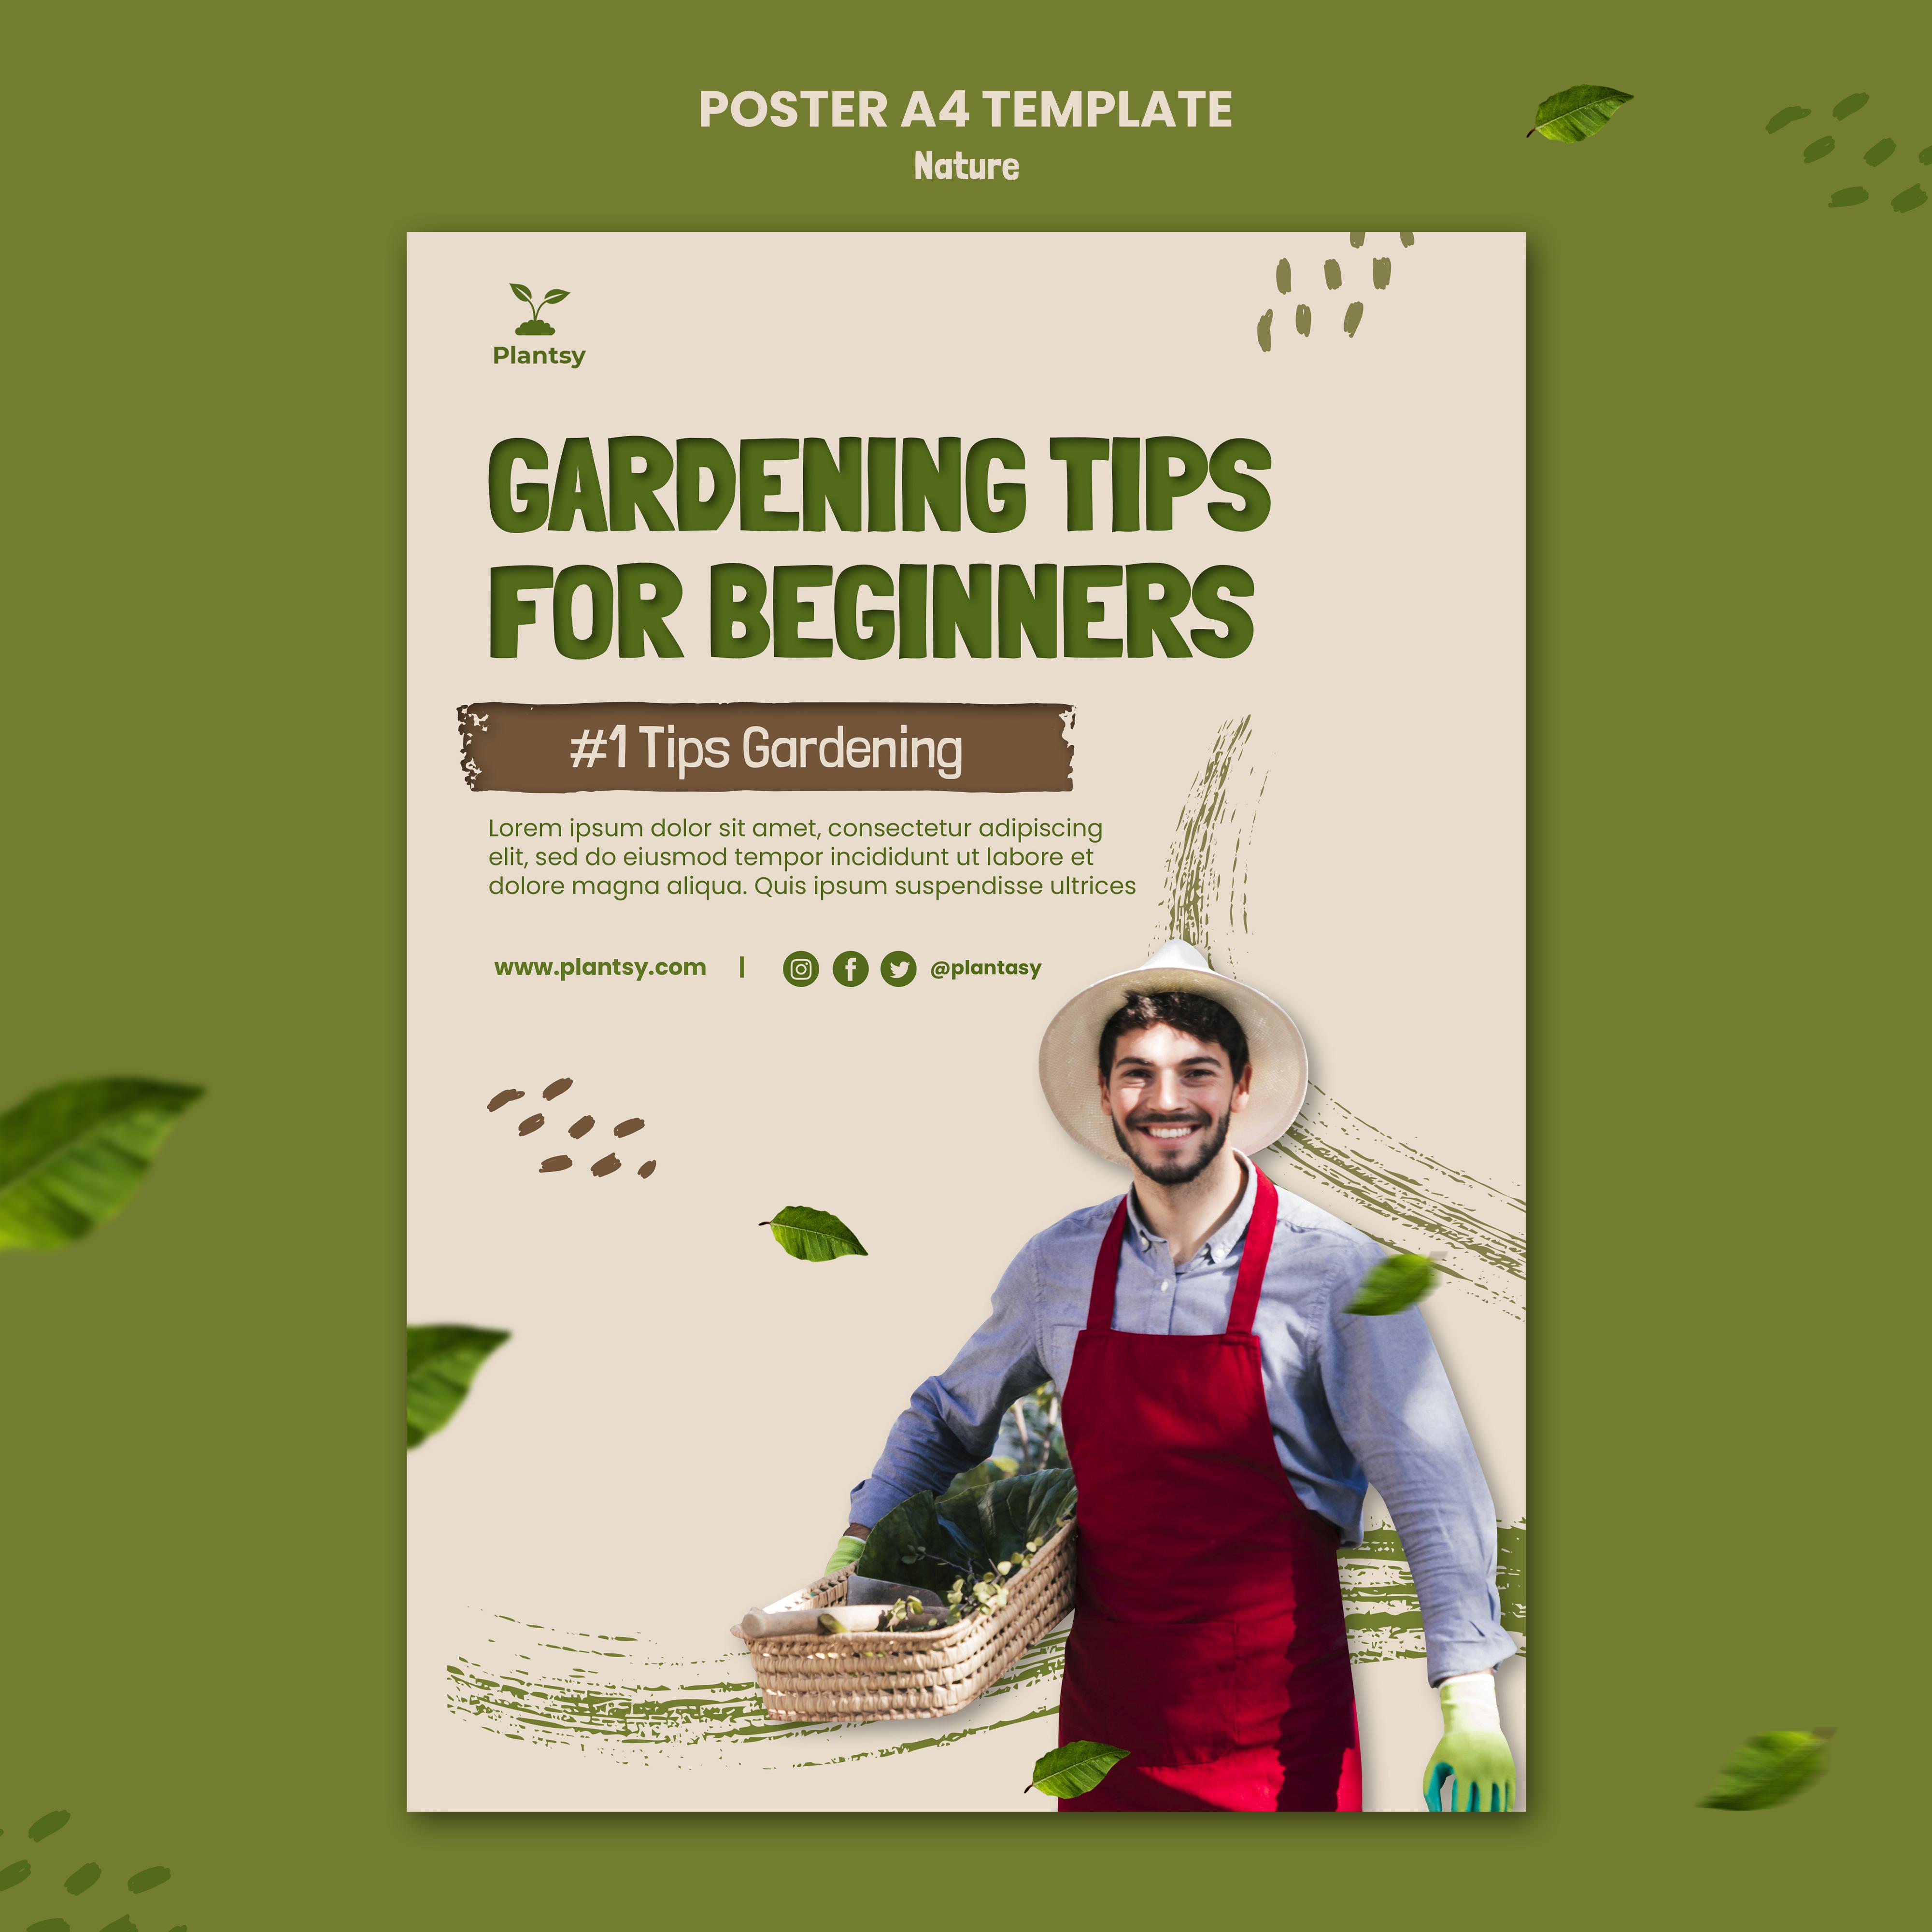 POSTER A4 TEMPLATE
Nature
Plantsy
GARDENING TIPS
FOR BEGINNERS
#1 Tips Gardening
Lorem ipsum dolor sit amet, consectetur adipiscing
elit, sed do eiusmod tempor incididunt ut labore et
dolore magna aliqua. Quis ipsum suspendisse ultrices
www.plantsy.com | @plantasy